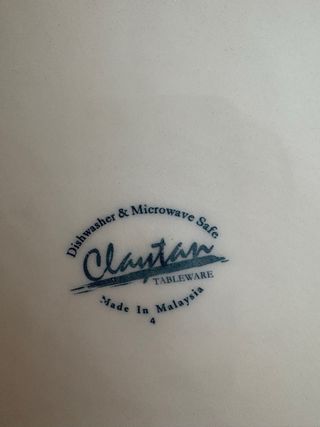 Dishwasher & Microwave Safe
Claytan
TABLEWARE
Made In Malaysia
4